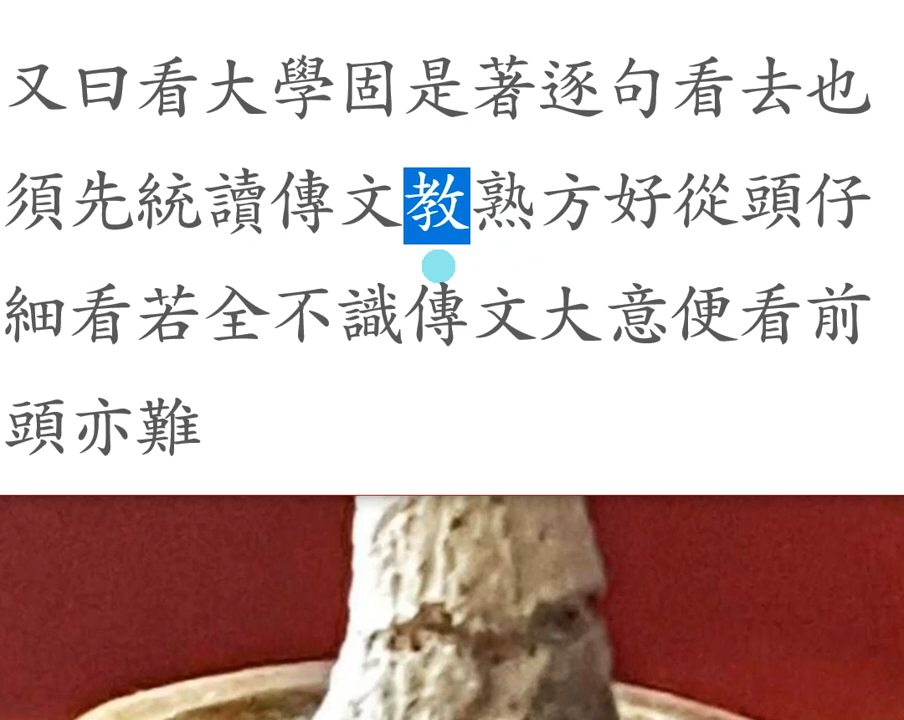 又曰看大學固是著逐句看去也
須先統讀傳文教熟方好從頭仔
細看若全不識傳文大意便看前
頭亦難